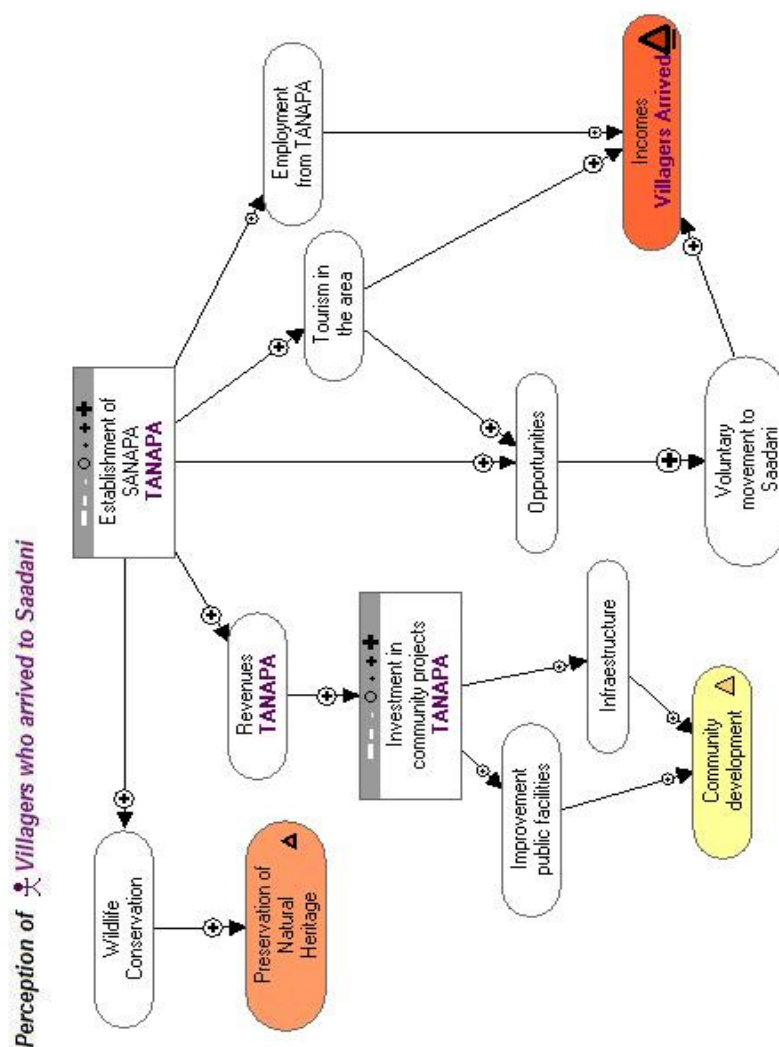 Perception of Villagers who arrived to Saadani
Establishment of
SANAPA
TANAPA
Wildlife
Conservation
Revenues
TANAPA
Tourism in
the area
Employment
from TANAPA
Preservation of
Natural
Heritage
Investment in
community projects
TANAPA
Opportunities
Improvement
public facilities
Infraestructure
Incomes
Villagers Arrived
Community
development
Voluntary
movement to
Saadani